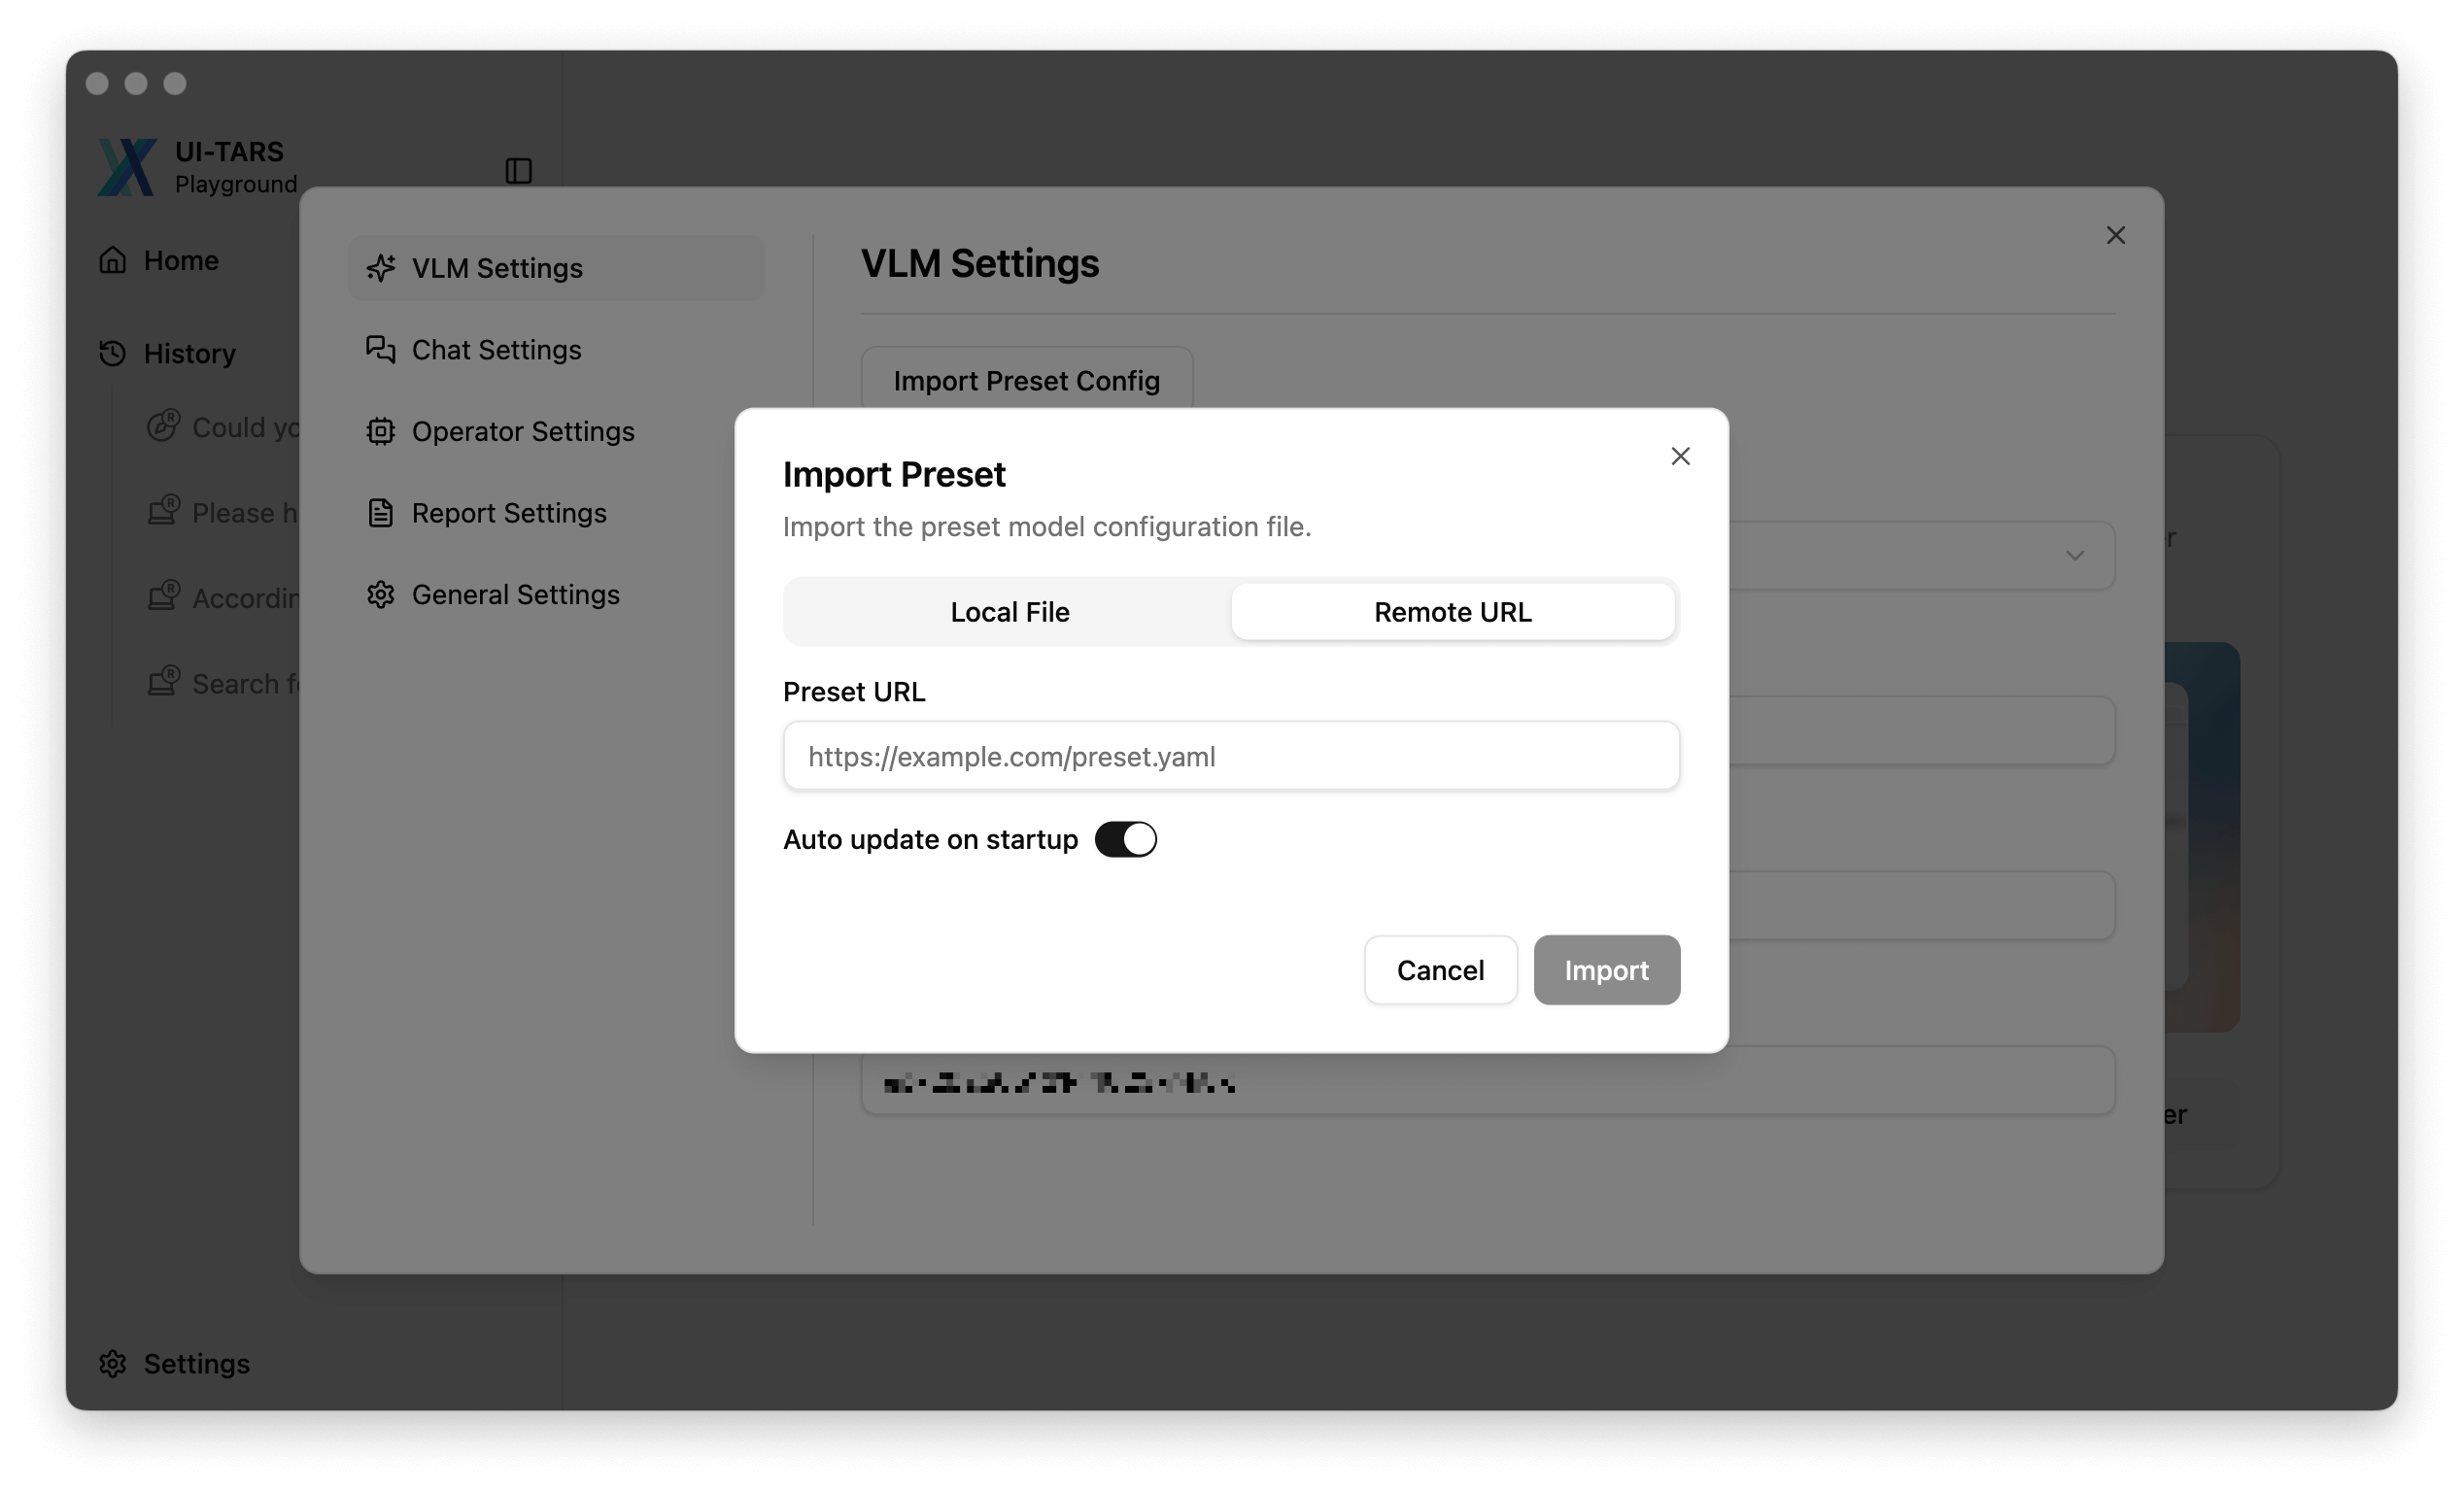 UI-TARS
Playground
Home
History
Could yo
Please h
Accordin
Search f
Settings
VLM Settings
Chat Settings
Operator Settings
Report Settings
General Settings
VLM Settings
Import Preset Config
Import Preset
Import the preset model configuration file.
Local File
Remote URL
Preset URL
https://example.com/preset.yaml
Auto update on startup
Cancel
Import
er